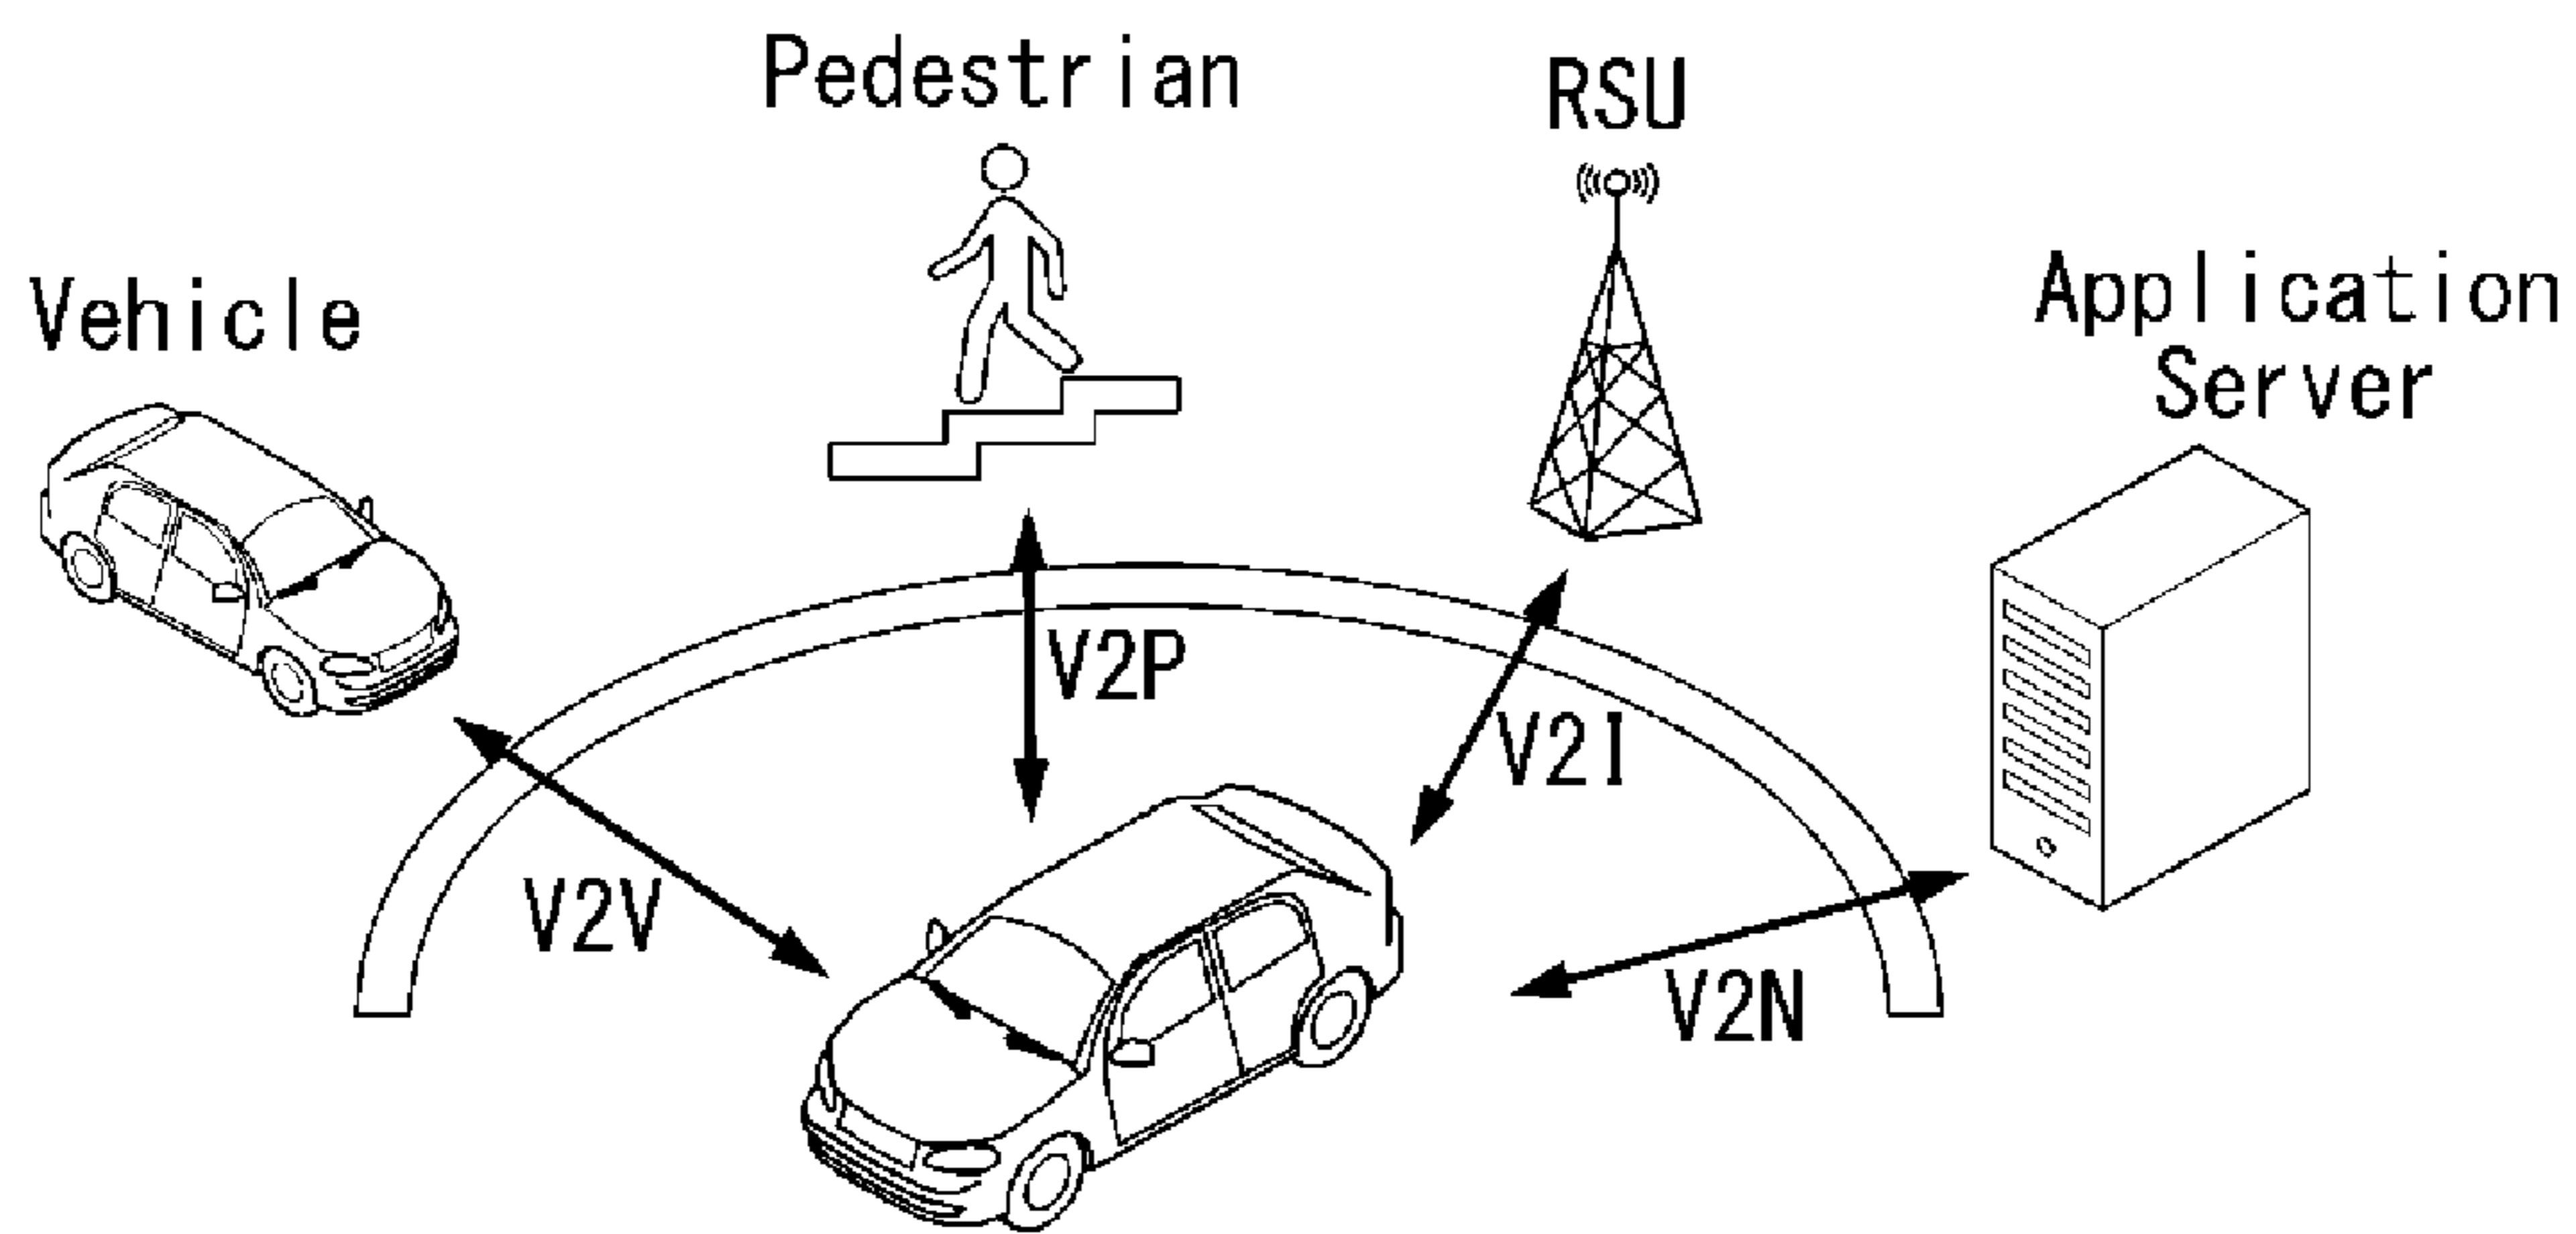 Pedestrian
RSU
Vehicle
Application
Server
V2P
V2I
V2V
V2N